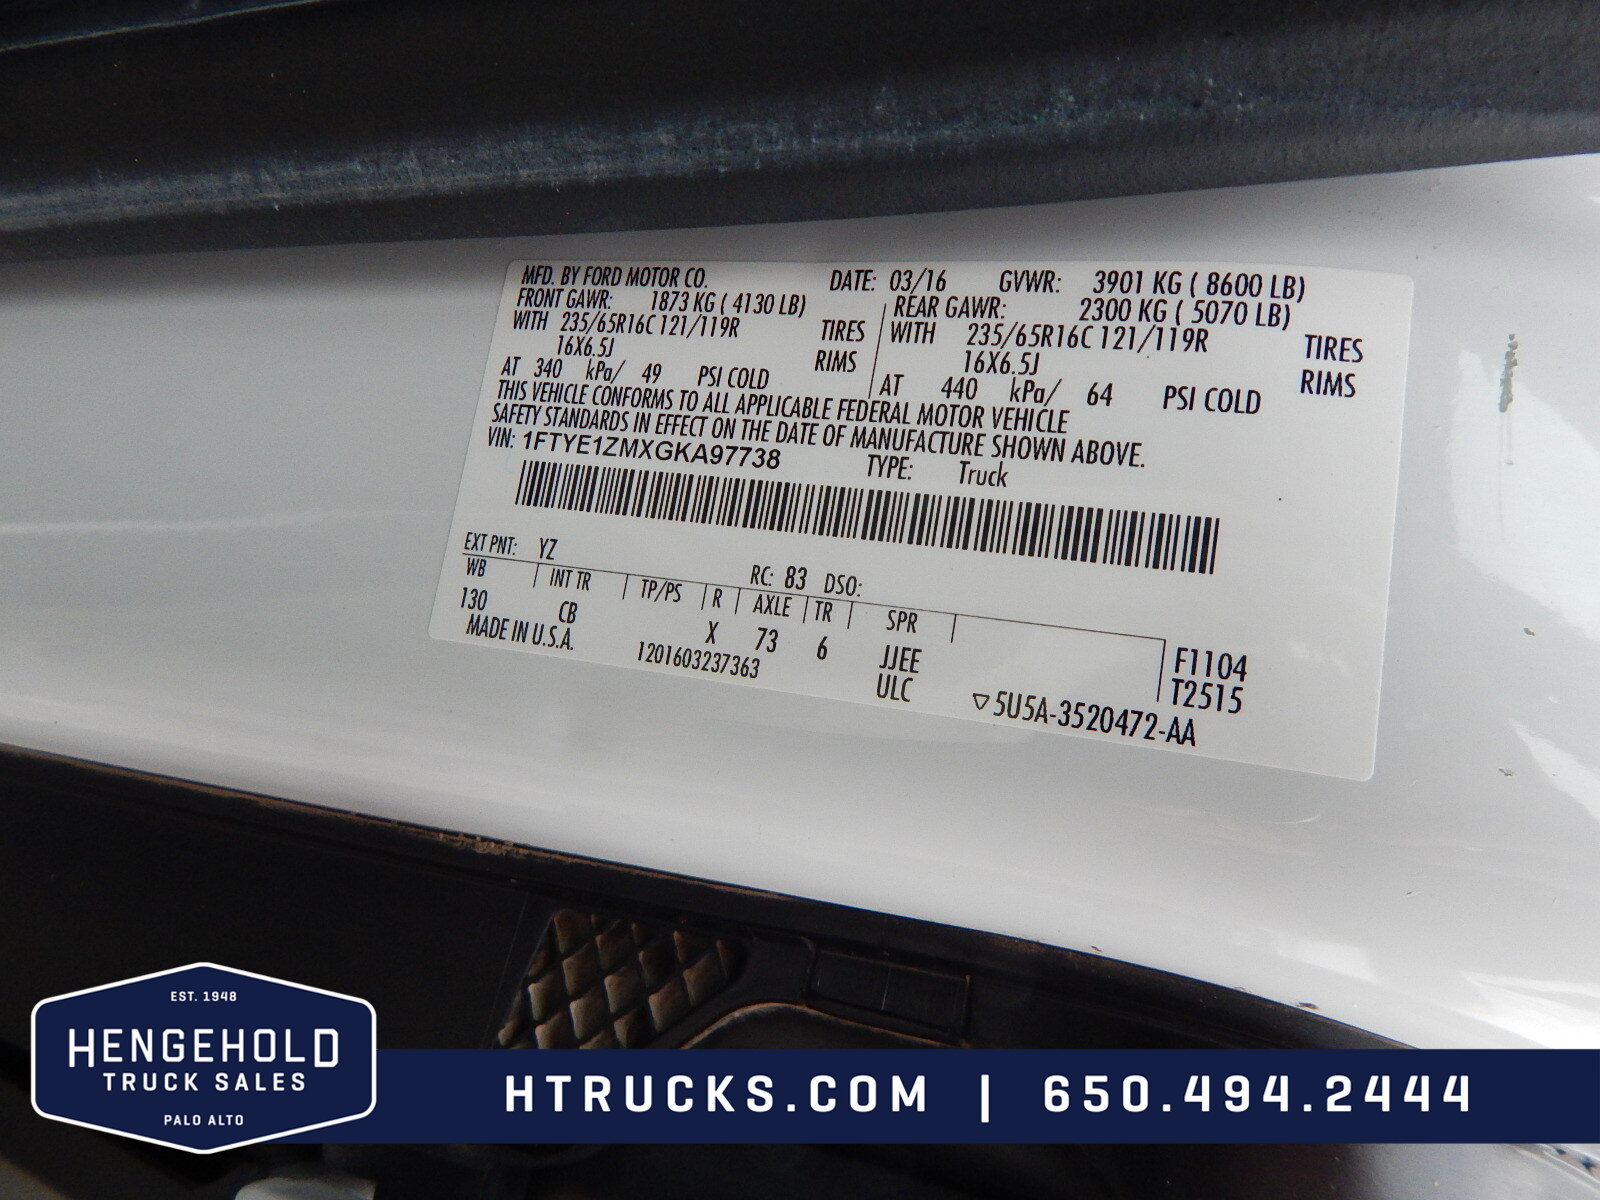 MFD. BY FORD MOTOR CO. DATE: 03/16 GVWR: 3901 KG ( 8600 LB)
FRONT GAWR: 1873 KG ( 4130 LB) REAR GAWR: 2300 KG ( 5070 LB)
WITH 235/65R16C 121/119R TIRES WITH 235/65R16C 121/119R TIRES
16X6.5J RIMS 16X6.5J RIMS
AT 340 kPa/ 49 PSI COLD AT 440 kPa/ 64 PSI COLD
THIS VEHICLE CONFORMS TO ALL APPLICABLE FEDERAL MOTOR VEHICLE
SAFETY STANDARDS IN EFFECT ON THE DATE OF MANUFACTURE SHOWN ABOVE.
VIN: 1FTYE1ZMXGKA97738 TYPE: Truck
EXT PNT: YZ RC: 83 DSO:
WB INT TR TP/PS R AXLE TR SPR
130 CB X 73 6 JJEE F1104
MADE IN U.S.A. 1201603237363 ULC T2515
▽5U5A-3520472-AA
EST. 1948
HENGEHOLD
TRUCK SALES
PALO ALTO
HTRUCKS.COM | 650.494.2444